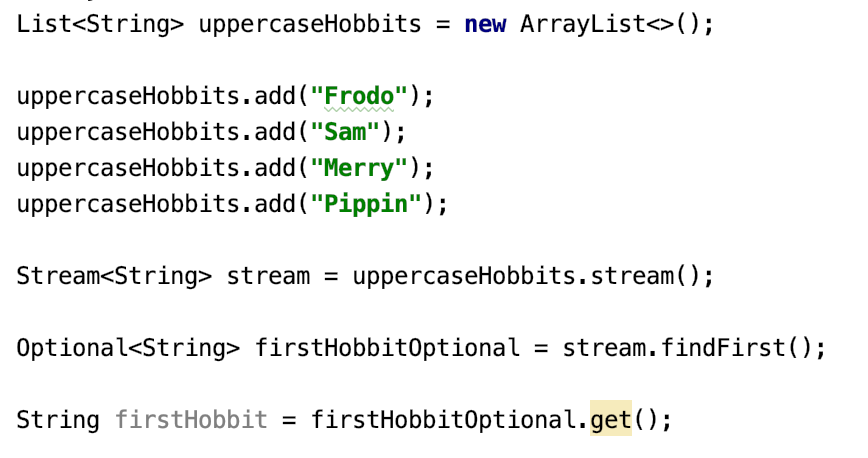 List<String> uppercaseHobbits = new ArrayList<>();
uppercaseHobbits.add("Frodo");
uppercaseHobbits.add("Sam");
uppercaseHobbits.add("Merry");
uppercaseHobbits.add("Pippin");
Stream<String> stream = uppercaseHobbits.stream();
Optional<String> firstHobbitOptional = stream.findFirst();
String firstHobbit = firstHobbitOptional.get();